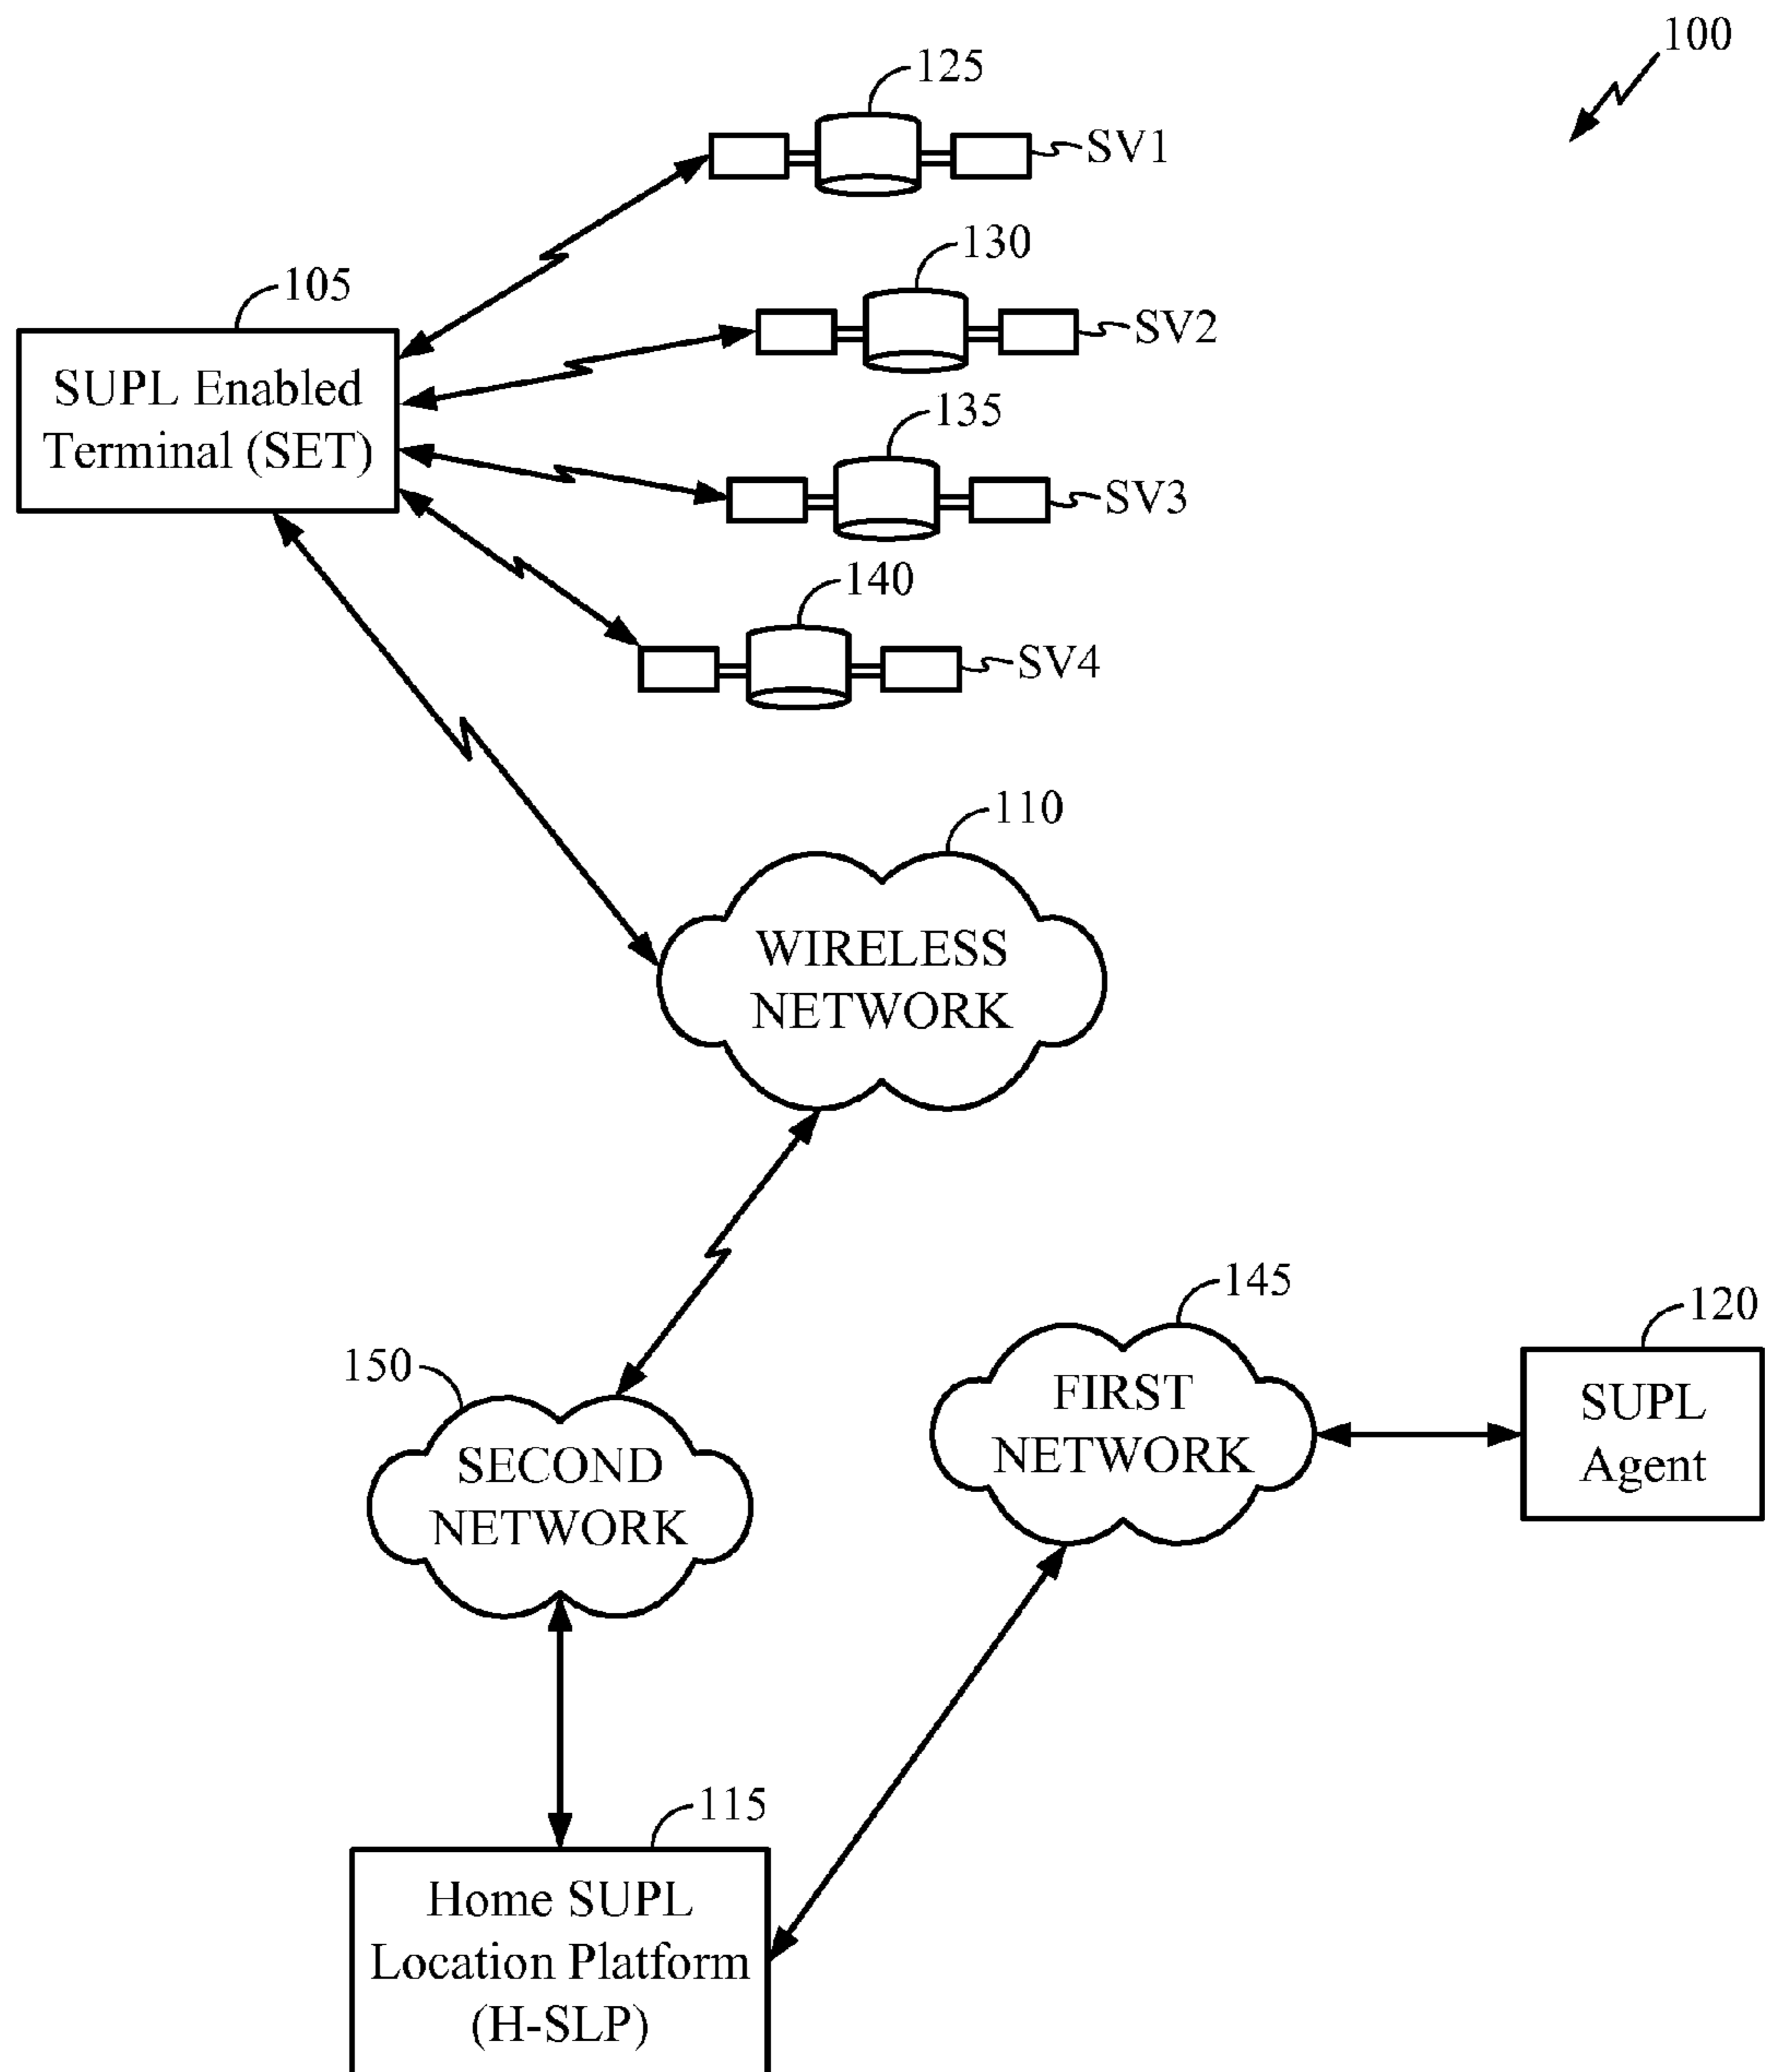 100
125
SV1
130
SV2
105
SUPL Enabled
Terminal (SET)
135
SV3
140
SV4
110
WIRELESS
NETWORK
145
FIRST
NETWORK
120
SUPL
Agent
150
SECOND
NETWORK
115
Home SUPL
Location Platform
(H-SLP)